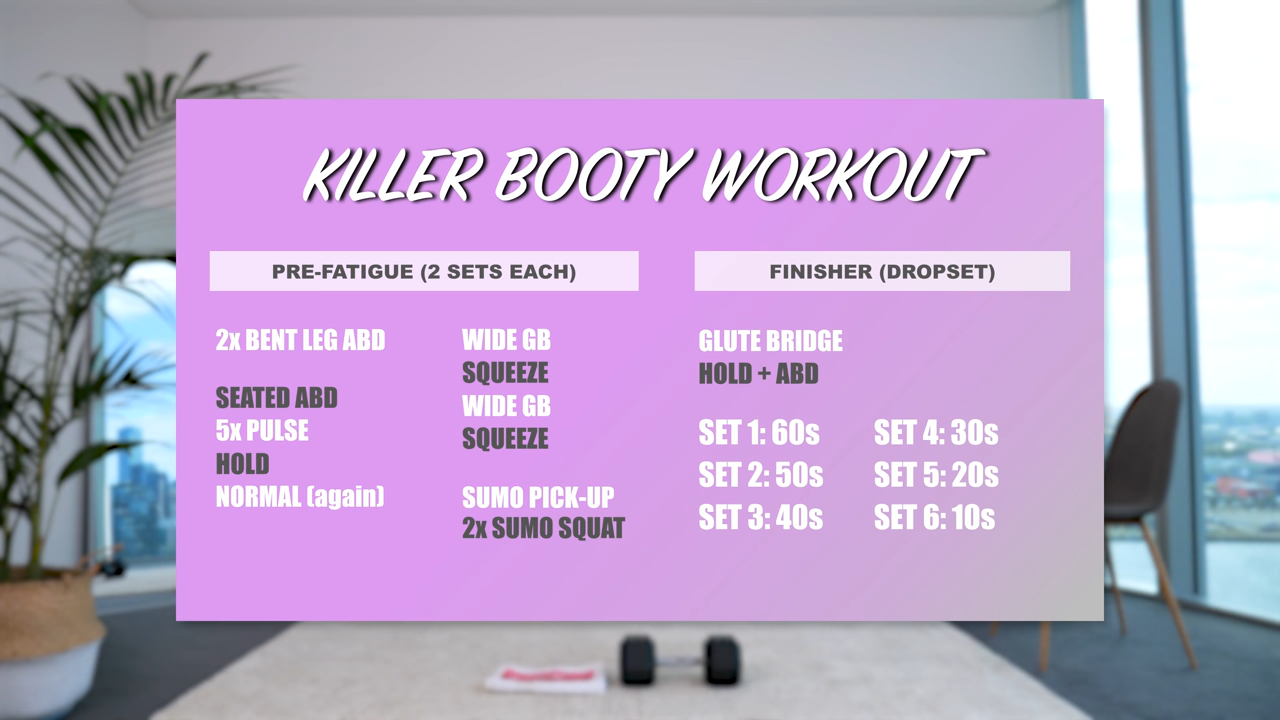 KILLER BOOTY WORKOUT
PRE-FATIGUE (2 SETS EACH)
2x BENT LEG ABD
SEATED ABD
5x PULSE
HOLD
NORMAL (again)
WIDE GB
SQUEEZE
WIDE GB
SQUEEZE
SUMO PICK-UP
2x SUMO SQUAT
FINISHER (DROPSET)
GLUTE BRIDGE
HOLD + ABD
SET 1: 60s
SET 2: 50s
SET 3: 40s
SET 4: 30s
SET 5: 20s
SET 6: 10s